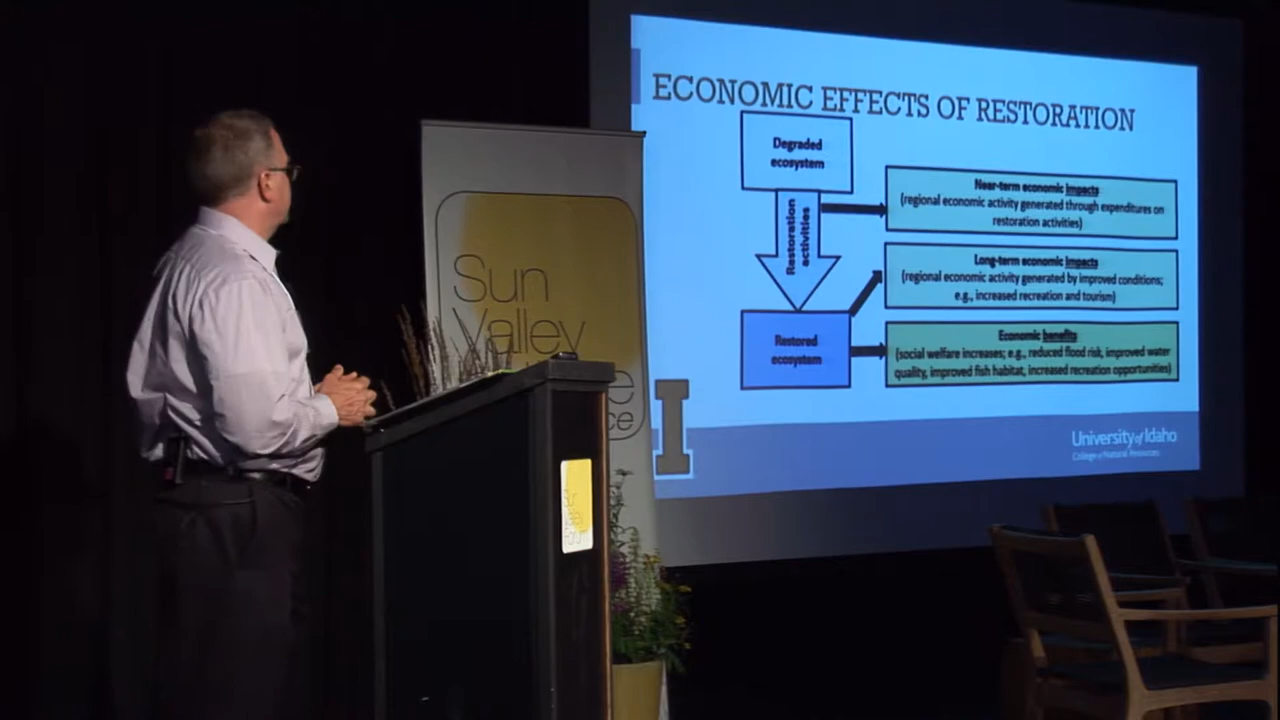 ECONOMIC EFFECTS OF RESTORATION
Degraded
ecosystem
Restoration
activities
Near-term economic impacts
(regional economic activity generated through expenditures on
restoration activities)
Long-term economic impacts
(regional economic activity generated by improved conditions;
e.g., increased recreation and tourism)
Restored
ecosystem
Economic benefits
(social welfare increases; e.g., reduced flood risk, improved water
quality, improved fish habitat, increased recreation opportunities)
I
University of Idaho
College of Natural Resources
Sun
Valley
e
ce